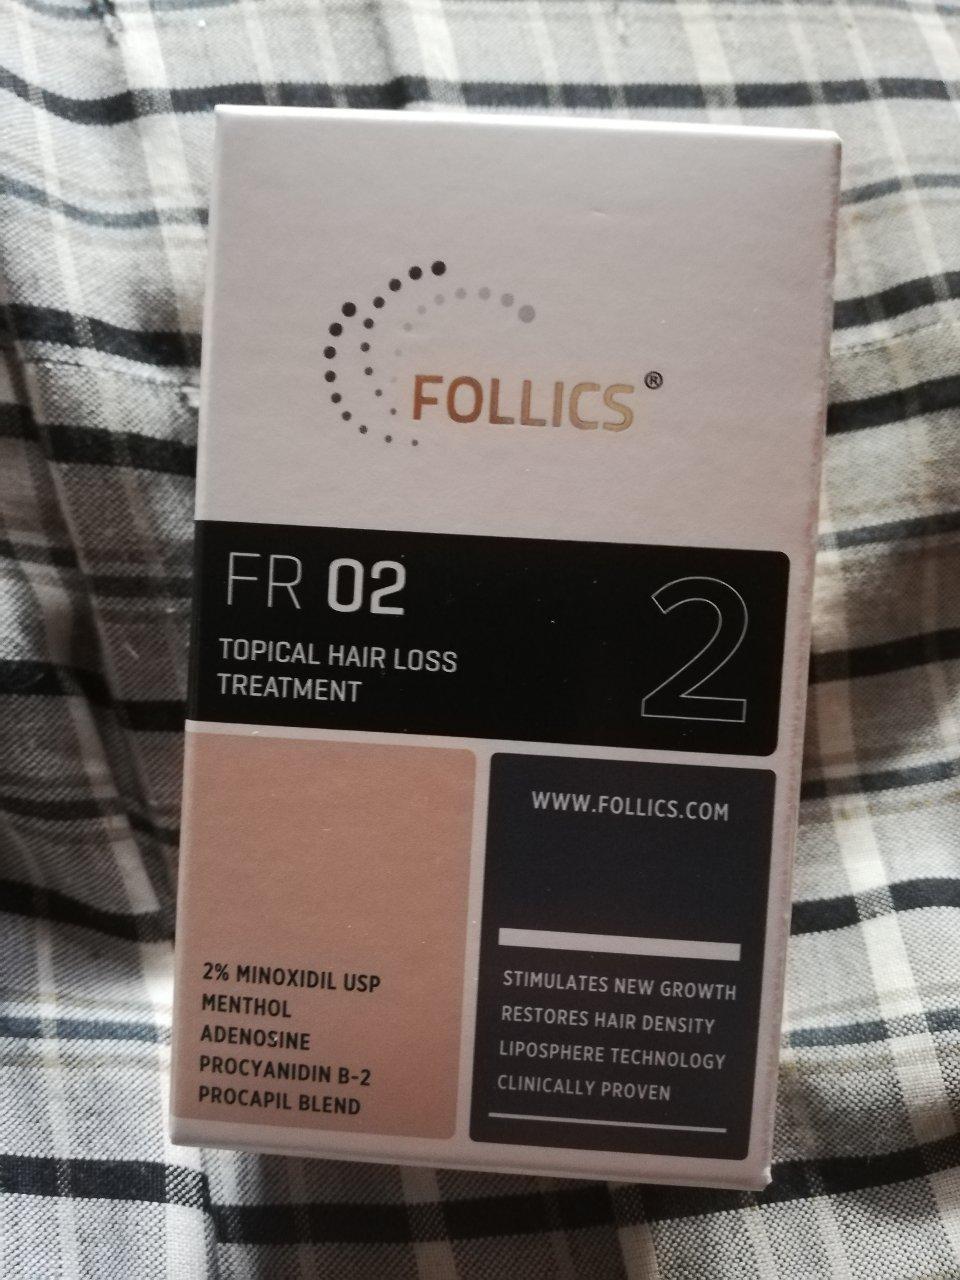 FOLLICS®
FR 02
TOPICAL HAIR LOSS
TREATMENT
2
2% MINOXIDIL USP
MENTHOL
ADENOSINE
PROCYANIDIN B-2
PROCAPIL BLEND
WWW.FOLLICS.COM
STIMULATES NEW GROWTH
RESTORES HAIR DENSITY
LIPOSPHERE TECHNOLOGY
CLINICALLY PROVEN